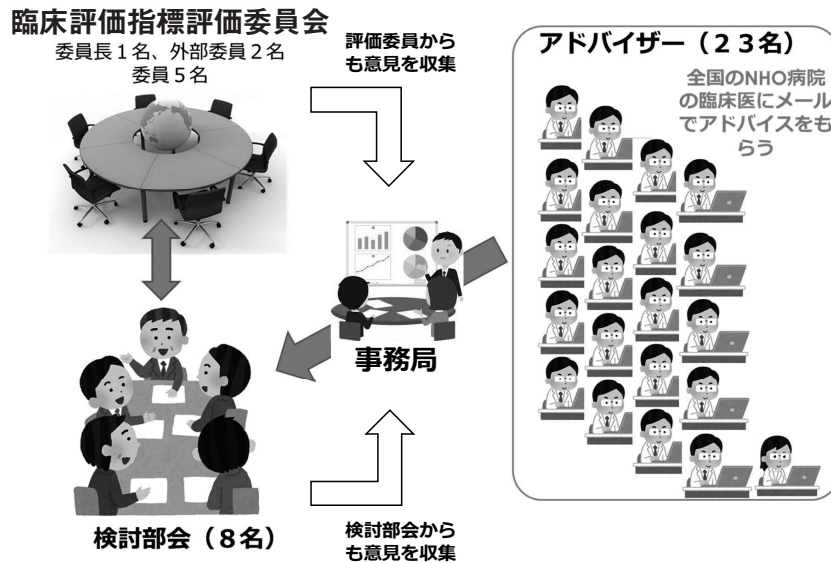 臨床評価指標評価委員会
委員長１名、外部委員２名
委員５名
評価委員から
も意見を収集
アドバイザー（２３名）
全国のNHO病院
の臨床医にメール
でアドバイスをも
らう
事務局
検討部会（８名）
検討部会から
も意見を収集